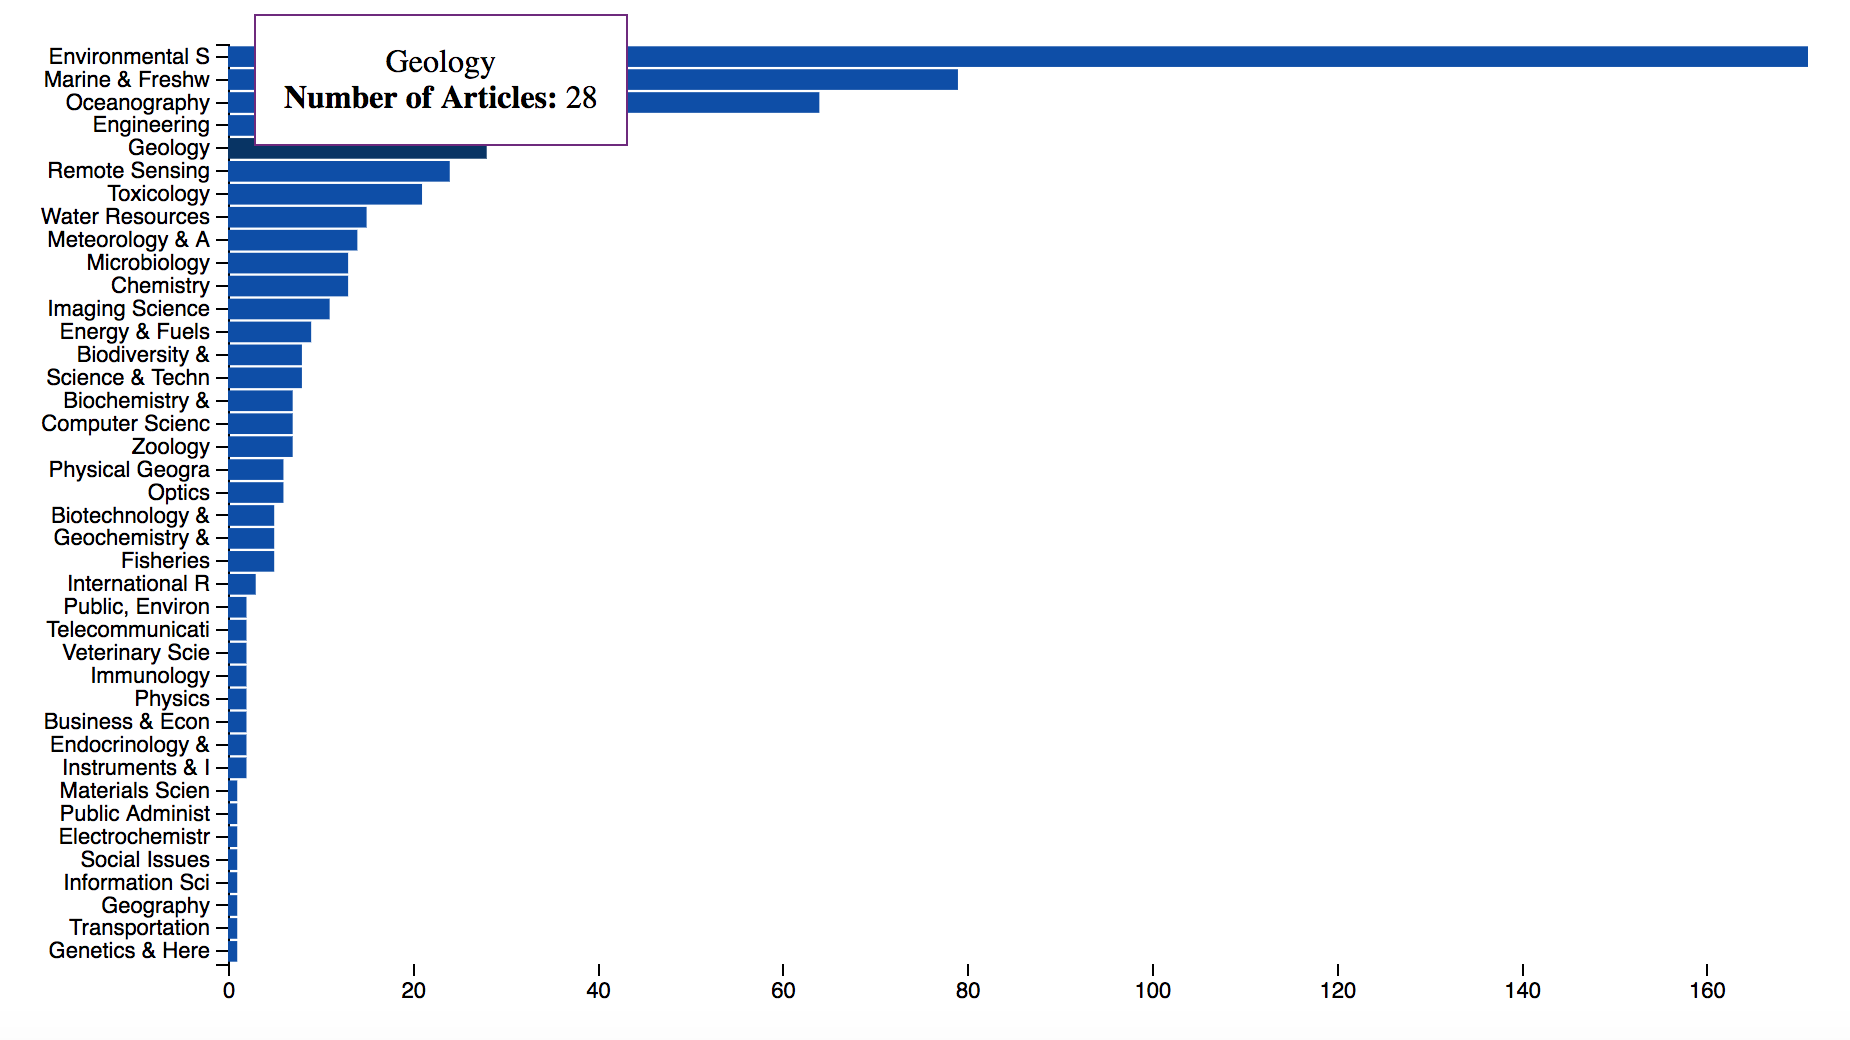 Geology
Number of Articles: 28
Environmental S
Marine & Freshw
Oceanography
Engineering
Geology
Remote Sensing
Toxicology
Water Resources
Meteorology & A
Microbiology
Chemistry
Imaging Science
Energy & Fuels
Biodiversity &
Science & Techn
Biochemistry &
Computer Scienc
Zoology
Physical Geogra
Optics
Biotechnology &
Geochemistry &
Fisheries
International R
Public, Environ
Telecommunicati
Veterinary Scie
Immunology
Physics
Business & Econ
Endocrinology &
Instruments & I
Materials Scien
Public Administ
Electrochemistr
Social Issues
Information Sci
Geography
Transportation
Genetics & Here
0 20 40 60 80 100 120 140 160